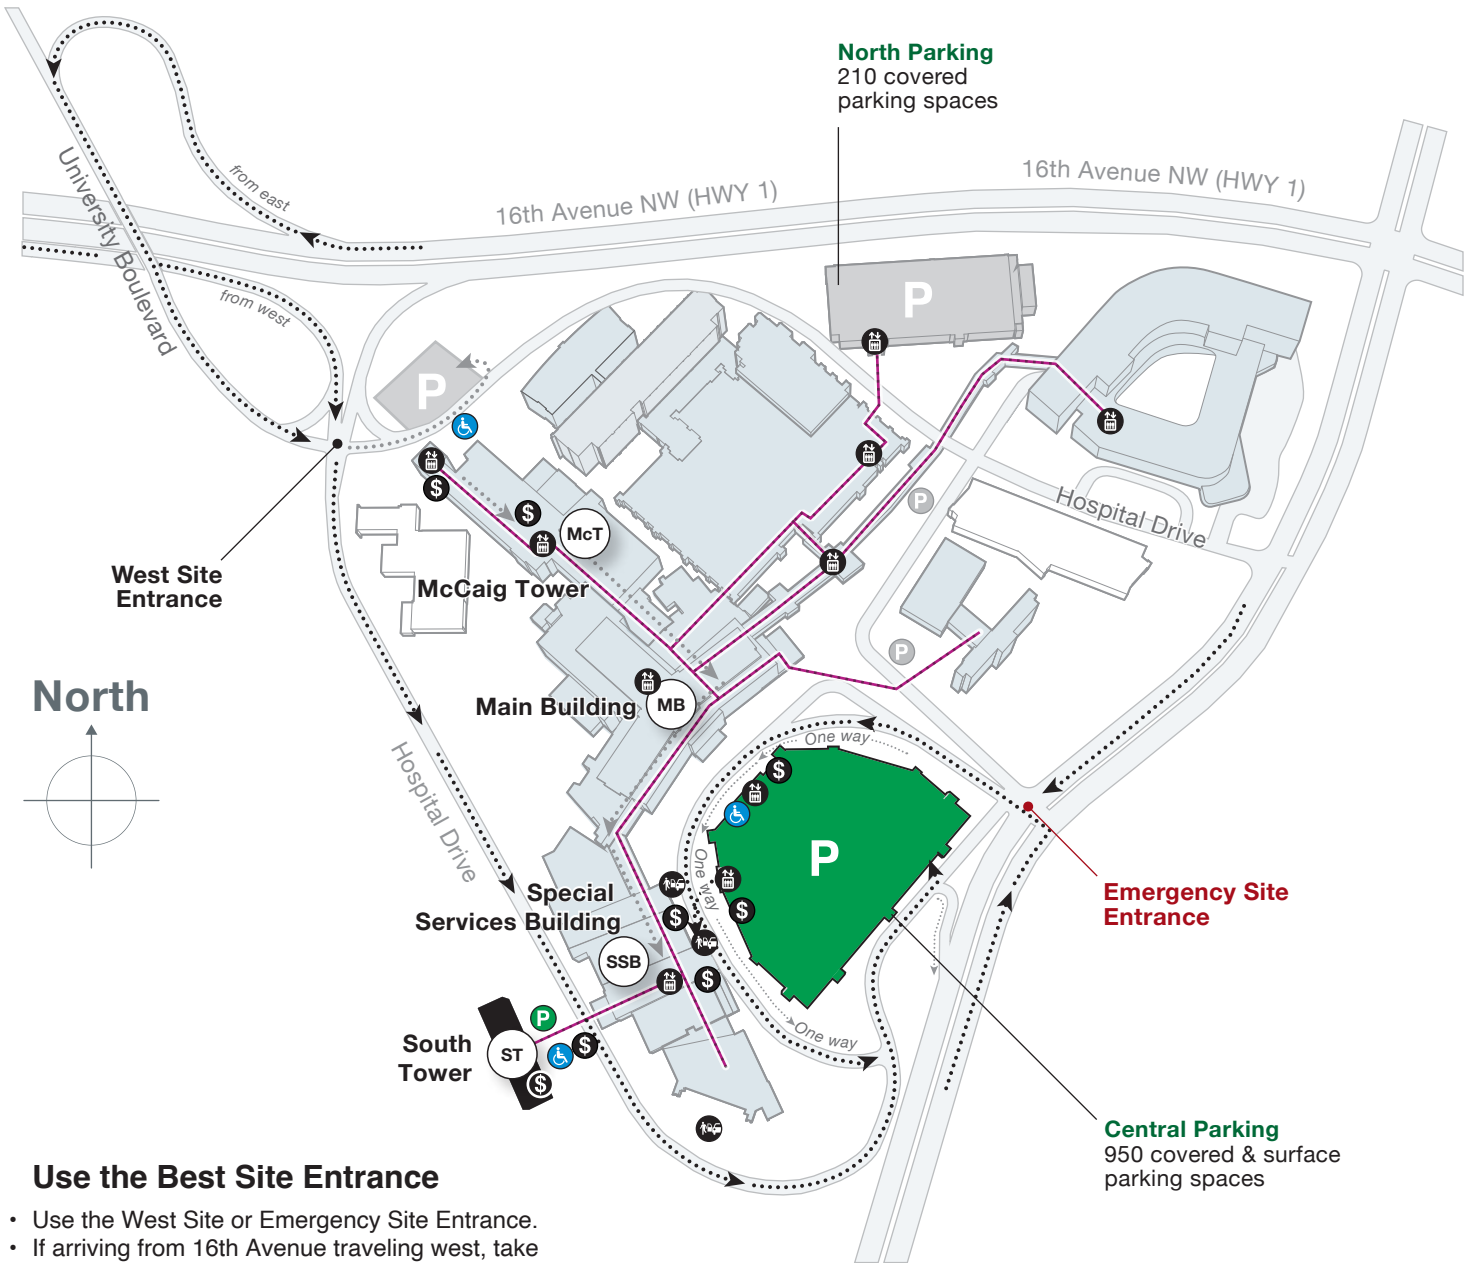 North Parking
210 covered
parking spaces
16th Avenue NW (HWY 1)
16th Avenue NW (HWY 1)
from east
University Boulevard
from west
P
P
$
$
McT
P
Hospital Drive
West Site
Entrance
McCaig Tower
P
North
Main Building
MB
One way
$
Hospital Drive
P
One way
Emergency Site
Entrance
Special
Services Building
$
$
SSB
$
P
One way
South
Tower
ST
$
$
Central Parking
950 covered & surface
parking spaces
Use the Best Site Entrance
• Use the West Site or Emergency Site Entrance.
• If arriving from 16th Avenue traveling west, take